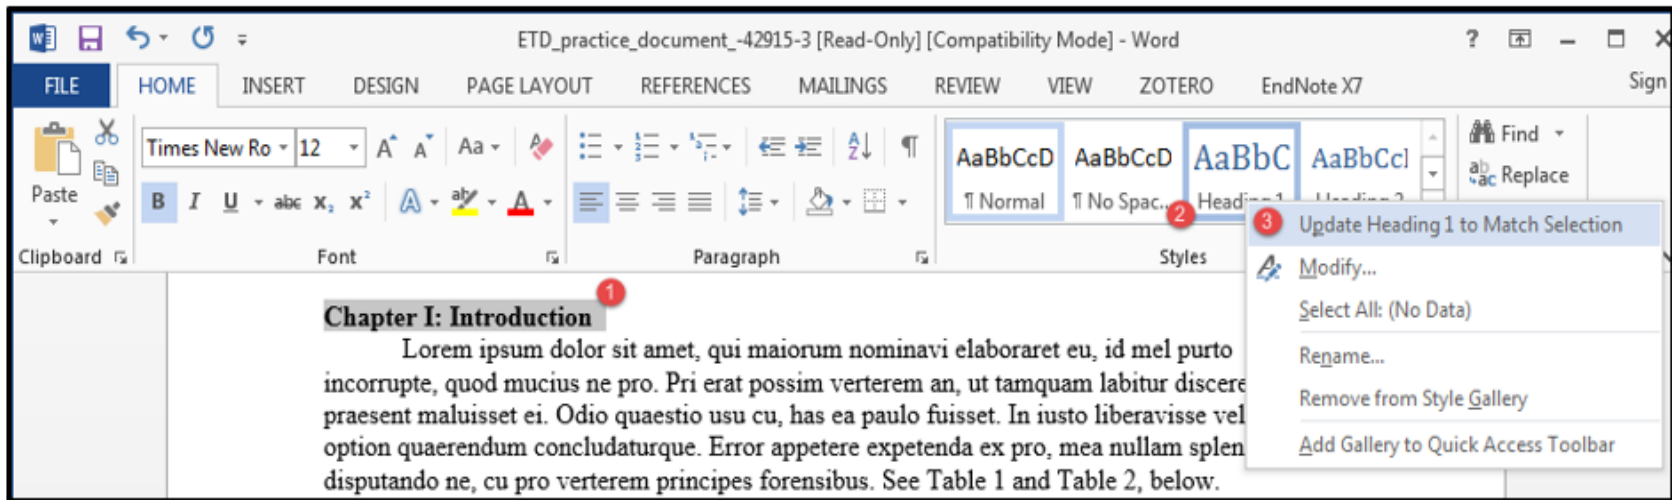 ETD_practice_document_-42915-3 [Read-Only] [Compatibility Mode] - Word ?
FILE HOME INSERT DESIGN PAGE LAYOUT REFERENCES MAILINGS REVIEW VIEW ZOTERO EndNote X7 Sign
Times New Ro 12 Aa
AaBbCcD AaBbCcD AaBbC AaBbCcl
Find
Paste
B I U abc X₂ X² ab A
¶ Normal ¶ No Spac... Heading 1 Heading 2
Replace
Clipboard Font Paragraph Styles
2
3 Update Heading 1 to Match Selection
Modify...
Select All: (No Data)
Rename...
Remove from Style Gallery
Add Gallery to Quick Access Toolbar
1
Chapter I: Introduction
Lorem ipsum dolor sit amet, qui maiorum nominavi elaboraret eu, id mel purto
incorrupte, quod mucius ne pro. Pri erat possim verterem an, ut tamquam labitur discere
praesent maluisset ei. Odio quaestio usu cu, has ea paulo fuisset. In iusto liberavisse vel
option quaerendum concludaturque. Error appetere expetenda ex pro, mea nullam splen
disputando ne, cu pro verterem principes forensibus. See Table 1 and Table 2, below.